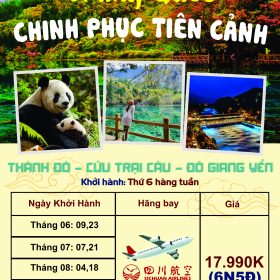 CHINH PHỤC TIÊN CẢNH
THÀNH ĐÔ – CỬU TRẠI CÂU – ĐÔ GIANG YẾN
Khởi hành: Thứ 6 hàng tuần
Ngày Khởi Hành Hãng bay Giá
Tháng 06: 09,23
Tháng 07: 07,21
Tháng 08: 04,18
四川航空
SICHUAN AIRLINES
17.990K
(6N5Đ)